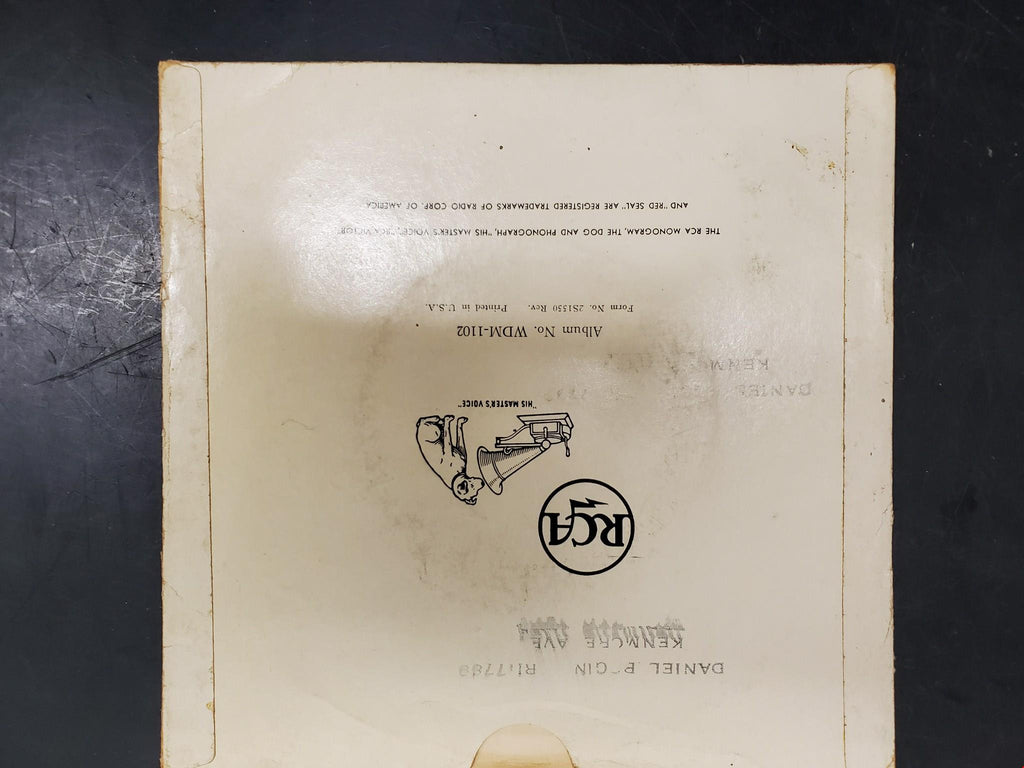 DANIEL
KENMORE AVE
RCA
"HIS MASTER'S VOICE"
DANIEL
KENM
Album No. WDM-1102
Form No. 2S1550 Rev. Printed in U.S.A.
THE RCA MONOGRAM, THE DOG AND PHONOGRAPH, "HIS MASTER'S VOICE", "RCA VICTOR"
AND "RED SEAL" ARE REGISTERED TRADEMARKS OF RADIO CORP. OF AMERICA